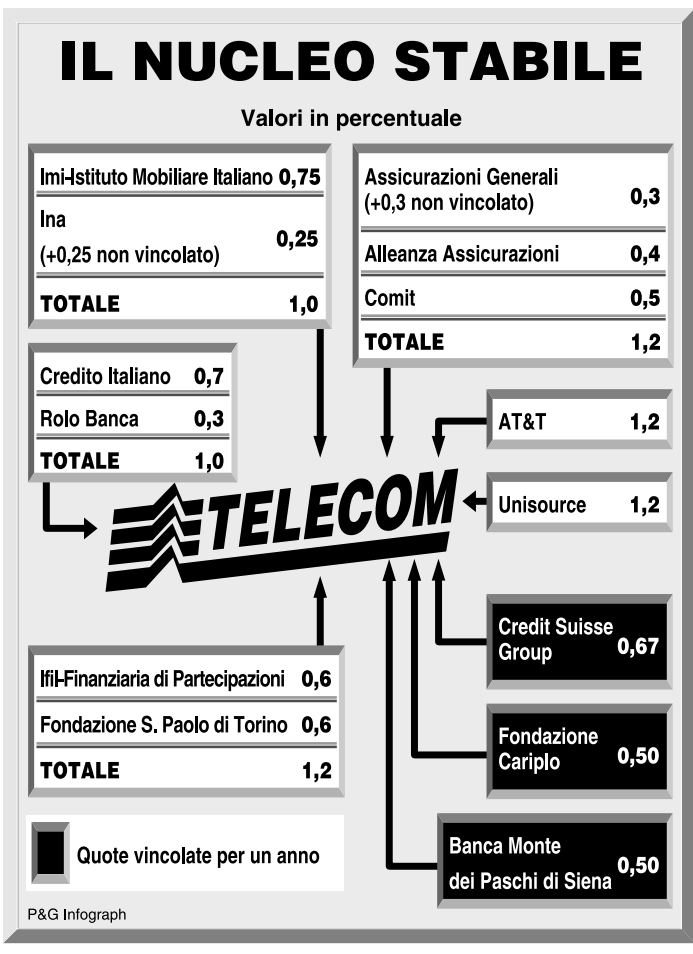 IL NUCLEO STABILE
Valori in percentuale
Imi-Istituto Mobiliare Italiano 0,75
Ina
(+0,25 non vincolato) 0,25
TOTALE 1,0
Assicurazioni Generali
(+0,3 non vincolato) 0,3
Alleanza Assicurazioni 0,4
Comit 0,5
TOTALE 1,2
Credito Italiano 0,7
Rolo Banca 0,3
TOTALE 1,0
AT&T 1,2
Unisource 1,2
TELECOM
Credit Suisse
Group 0,67
Ifil-Finanziaria di Partecipazioni 0,6
Fondazione S. Paolo di Torino 0,6
TOTALE 1,2
Fondazione
Cariplo 0,50
Banca Monte
dei Paschi di Siena 0,50
Quote vincolate per un anno
P&G Infograph